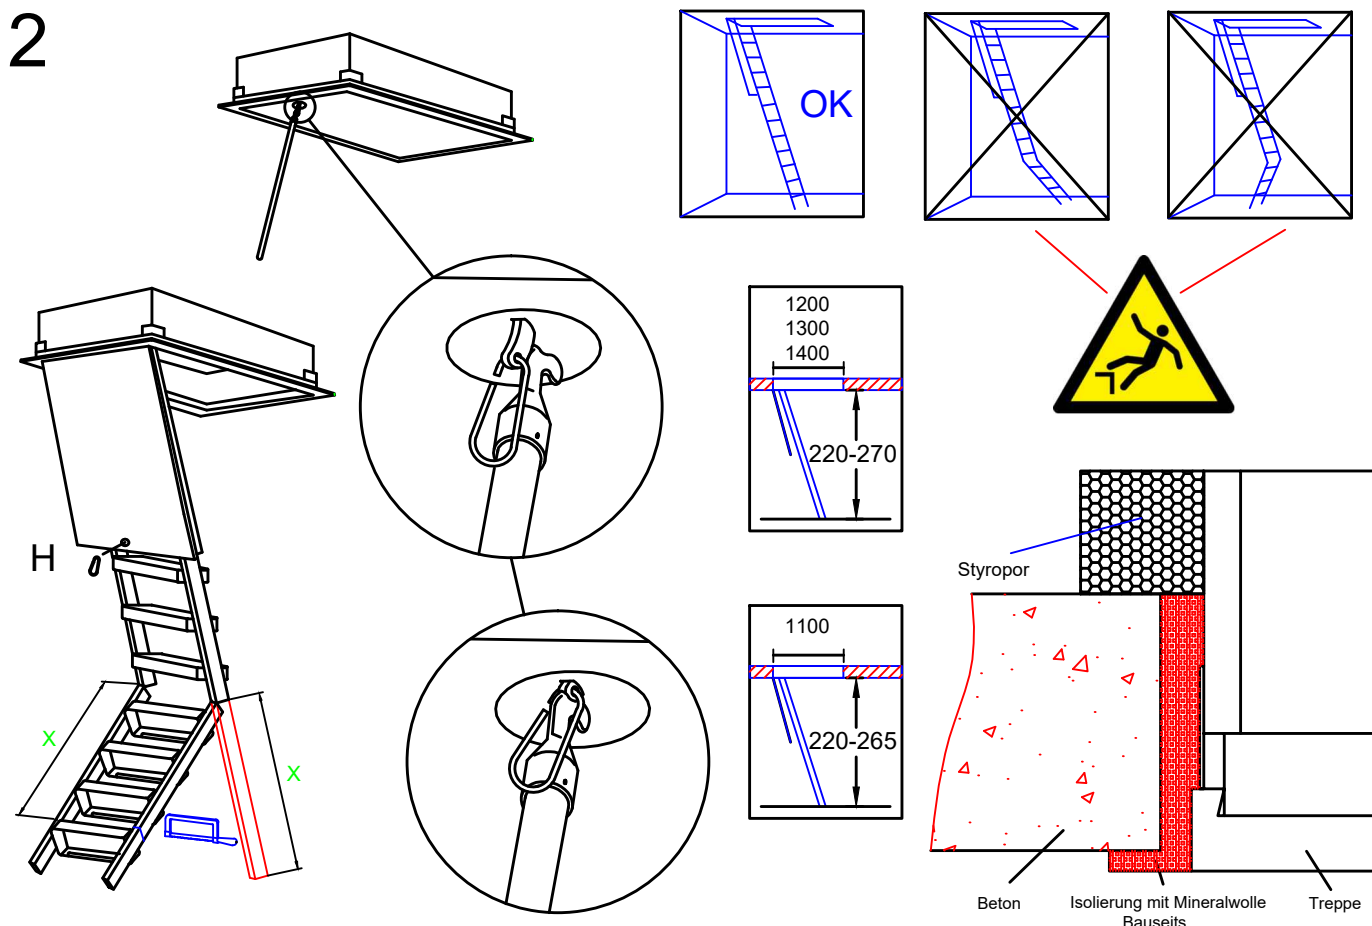 2
OK
1200
1300
1400
220-270
H
Styropor
1100
X
X
220-265
Beton
Isolierung mit Mineralwolle
Bauseits
Treppe